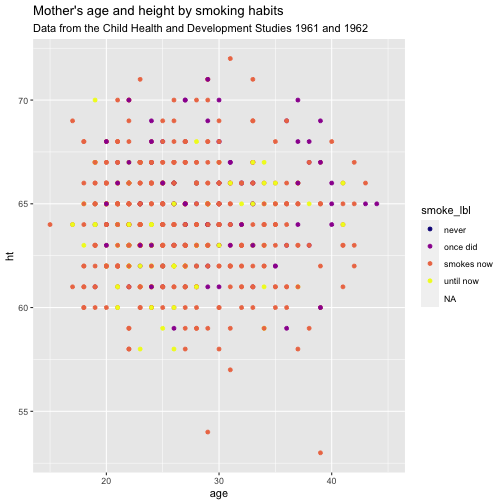 Mother's age and height by smoking habits
Data from the Child Health and Development Studies 1961 and 1962
70
65
60
55
ht
20 30 40
age
smoke_lbl
never
once did
smokes now
until now
NA